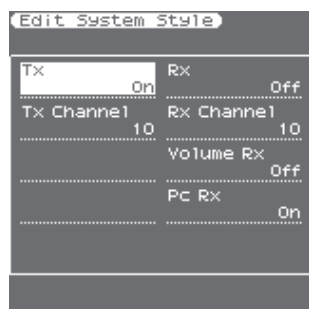 Edit System Style
Tx
On
Rx
Off
Tx Channel
10
Rx Channel
10
Volume Rx
Off
Pc Rx
On